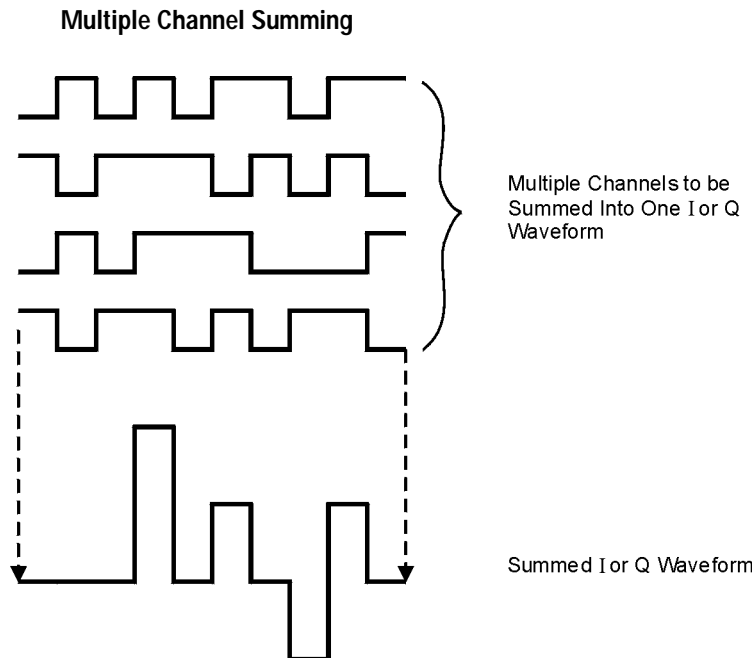 Multiple Channel Summing
Multiple Channels to be
Summed Into One I or Q
Waveform
Summed I or Q Waveform